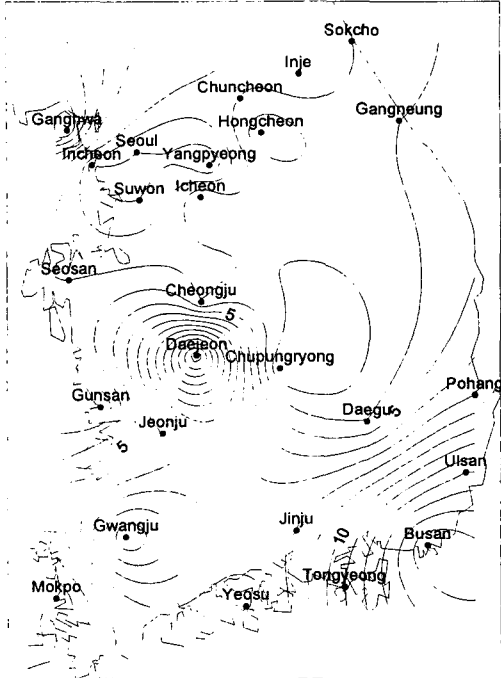 Sokcho
Inje
Chuncheon
Ganghwa
Hongcheon
Gangneung
Seoul
Incheon
Yangpyeong
Suwon
Icheon
Seosan
Cheongju
5
Daejeon
Chupungryong
Gunsan
Pohang
Jeonju
Daegu
5
5
Ulsan
Gwangju
Jinju
10
Busan
Mokpo
Tongyeong
Yeosu